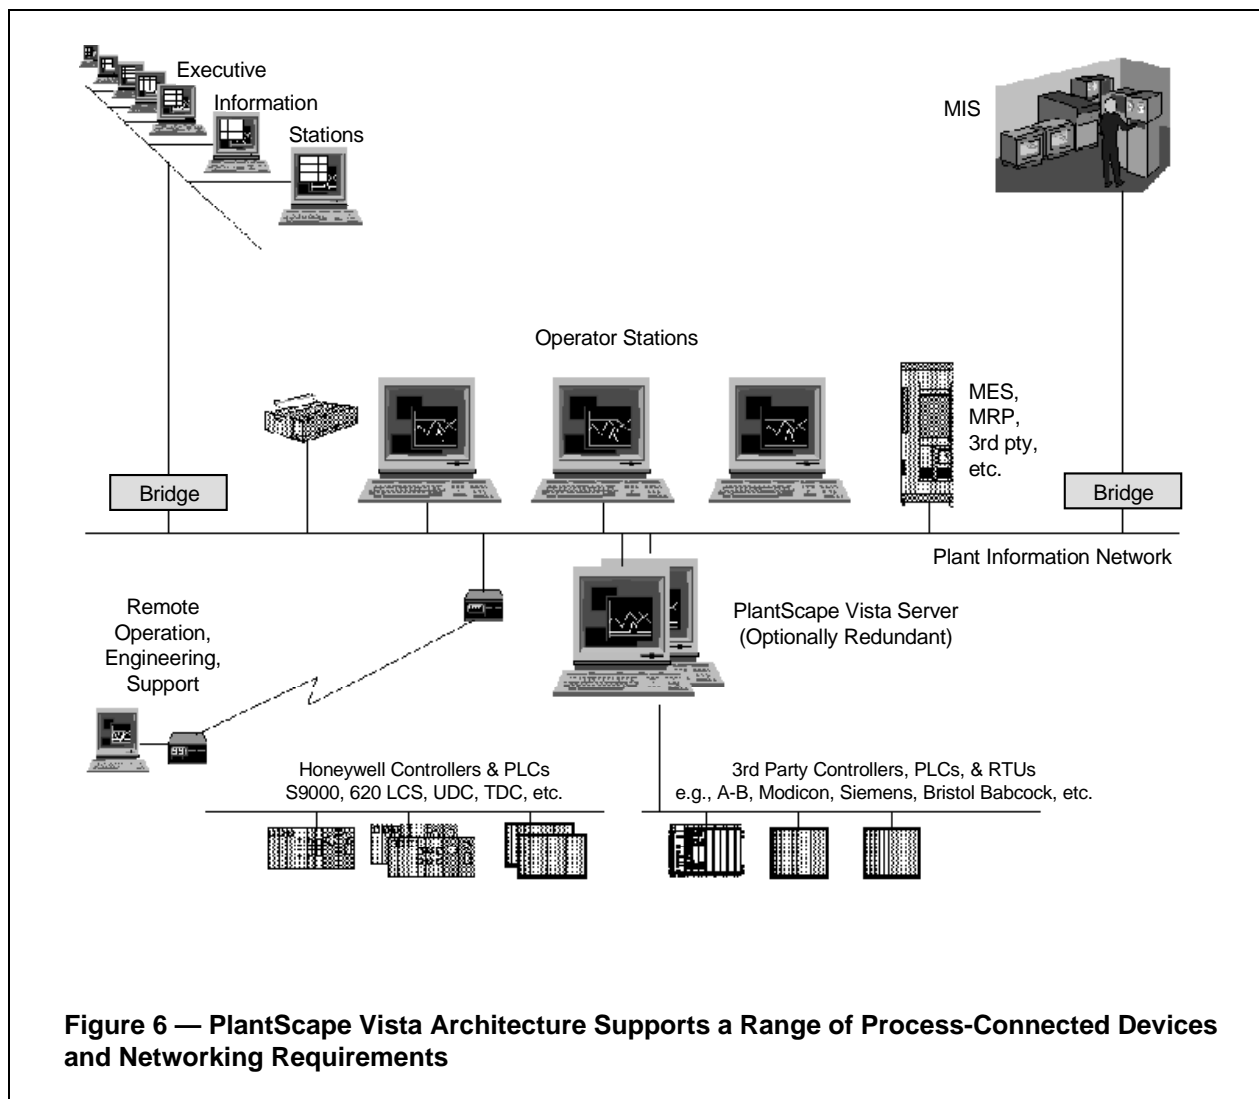 Executive
Information
Stations
MIS
Operator Stations
MES,
MRP,
3rd pty,
etc.
Bridge
Bridge
Plant Information Network
Remote
Operation,
Engineering,
Support
PlantScape Vista Server
(Optionally Redundant)
Honeywell Controllers & PLCs
S9000, 620 LCS, UDC, TDC, etc.
3rd Party Controllers, PLCs, & RTUs
e.g., A-B, Modicon, Siemens, Bristol Babcock, etc.
Figure 6 — PlantScape Vista Architecture Supports a Range of Process-Connected Devices
and Networking Requirements